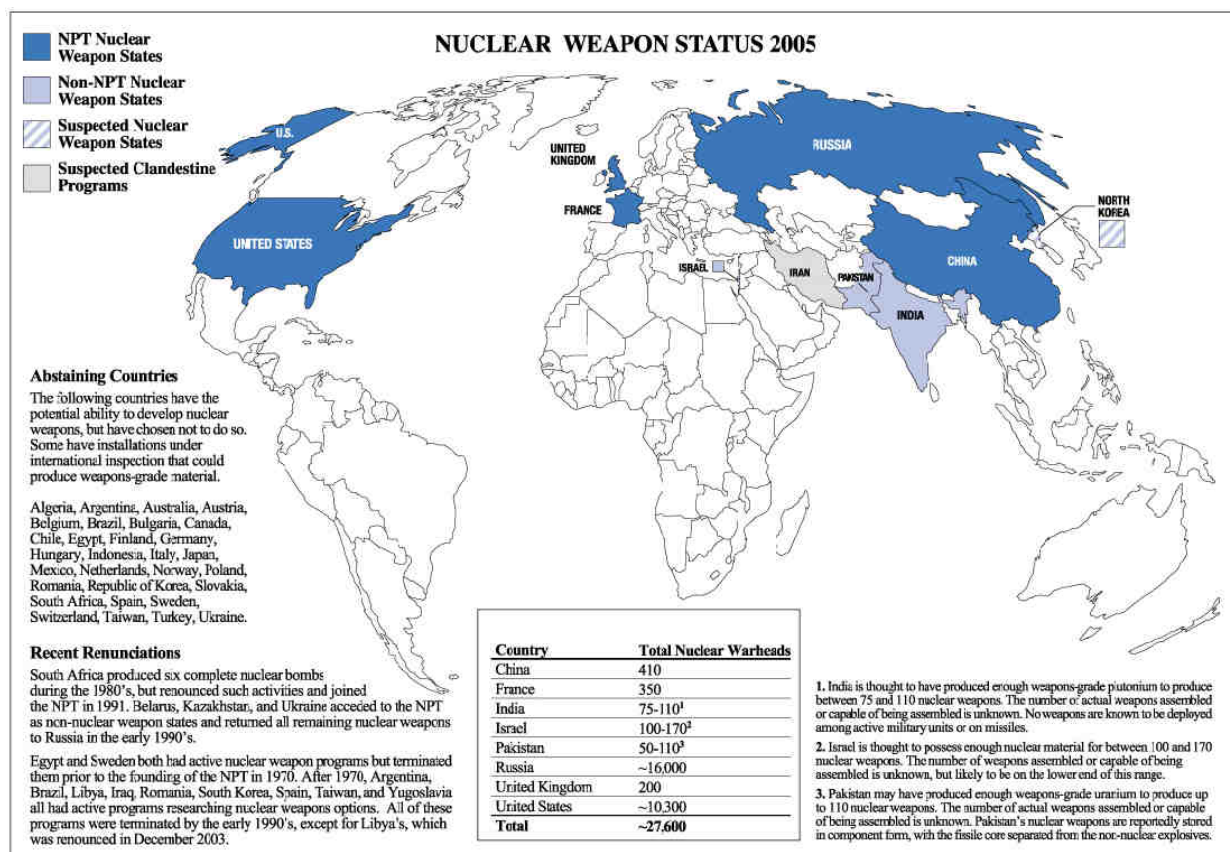 NUCLEAR WEAPON STATUS 2005
NPT Nuclear
Weapon States
Non-NPT Nuclear
Weapon States
Suspected Nuclear
Weapon States
Suspected Clandestine
Programs
U.S.
UNITED STATES
UNITED
KINGDOM
FRANCE
RUSSIA
NORTH
KOREA
CHINA
ISRAEL
IRAN
PAKISTAN
INDIA
Abstaining Countries
The following countries have the
potential ability to develop nuclear
weapons, but have chosen not to do so.
Some have installations under
international inspection that could
produce weapons-grade material.
Algeria, Argentina, Australia, Austria,
Belgium, Brazil, Bulgaria, Canada,
Chile, Egypt, Finland, Germany,
Hungary, Indonesia, Italy, Japan,
Mexico, Netherlands, Norway, Poland,
Romania, Republic of Korea, Slovakia,
South Africa, Spain, Sweden,
Switzerland, Taiwan, Turkey, Ukraine.
Recent Renunciations
South Africa produced six complete nuclear bombs
during the 1980's, but renounced such activities and joined
the NPT in 1991. Belarus, Kazakhstan, and Ukraine acceded to the NPT
as non-nuclear weapon states and returned all remaining nuclear weapons
to Russia in the early 1990's.
Egypt and Sweden both had active nuclear weapon programs but terminated
them prior to the founding of the NPT in 1970. After 1970, Argentina,
Brazil, Libya, Iraq, Romania, South Korea, Spain, Taiwan, and Yugoslavia
all had active programs researching nuclear weapons options. All of these
programs were terminated by the early 1990's, except for Libya's, which
was renounced in December 2003.
Country Total Nuclear Warheads
China 410
France 350
India 75-110¹
Israel 100-170²
Pakistan 50-110³
Russia ~16,000
United Kingdom 200
United States ~10,300
Total ~27,600
1. India is thought to have produced enough weapons-grade plutonium to produce
between 75 and 110 nuclear weapons. The number of actual weapons assembled
or capable of being assembled is unknown. No weapons are known to be deployed
among active military units or on missiles.
2. Israel is thought to possess enough nuclear material for between 100 and 170
nuclear weapons. The number of weapons assembled or capable of being
assembled is unknown, but likely to be on the lower end of this range.
3. Pakistan may have produced enough weapons-grade uranium to produce up
to 110 nuclear weapons. The number of actual weapons assembled or capable
of being assembled is unknown. Pakistan's nuclear weapons are reportedly stored
in component form, with the fissile core separated from the non-nuclear explosives.